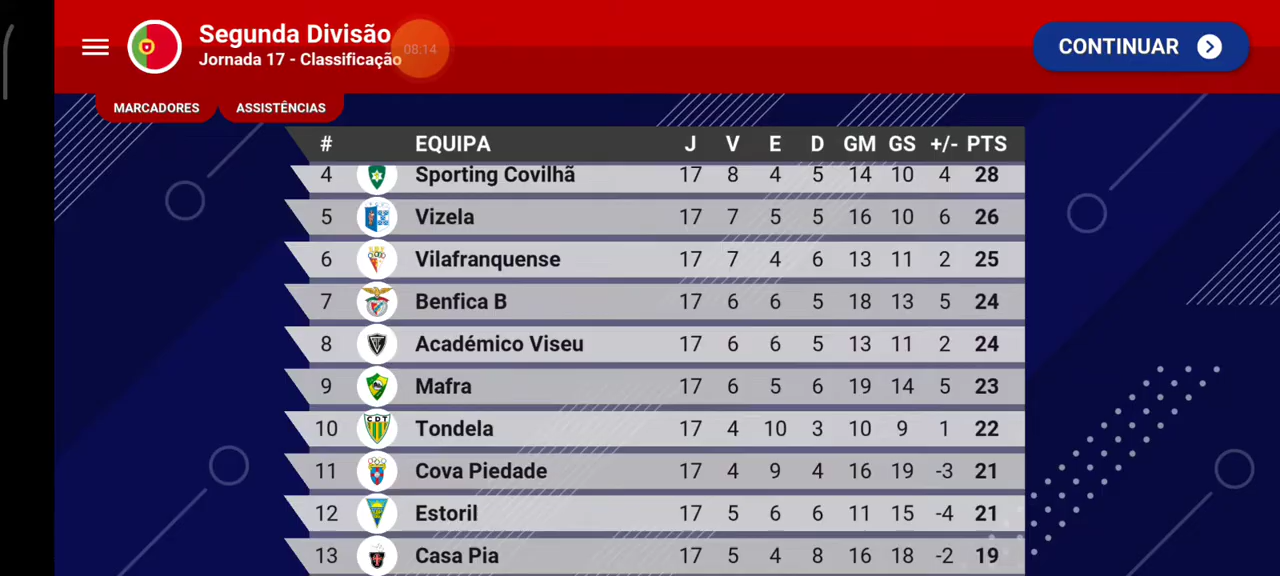 Segunda Divisão
Jornada 17 - Classificação
08:14
CONTINUAR
MARCADORES ASSISTÊNCIAS
# EQUIPA J V E D GM GS +/- PTS
4 Sporting Covilhã 17 8 4 5 14 10 4 28
5 Vizela 17 7 5 5 16 10 6 26
6 Vilafranquense 17 7 4 6 13 11 2 25
7 Benfica B 17 6 6 5 18 13 5 24
8 Académico Viseu 17 6 6 5 13 11 2 24
9 Mafra 17 6 5 6 19 14 5 23
10 CDT Tondela 17 4 10 3 10 9 1 22
11 Cova Piedade 17 4 9 4 16 19 -3 21
12 Estoril 17 5 6 6 11 15 -4 21
13 Casa Pia 17 5 4 8 16 18 -2 19